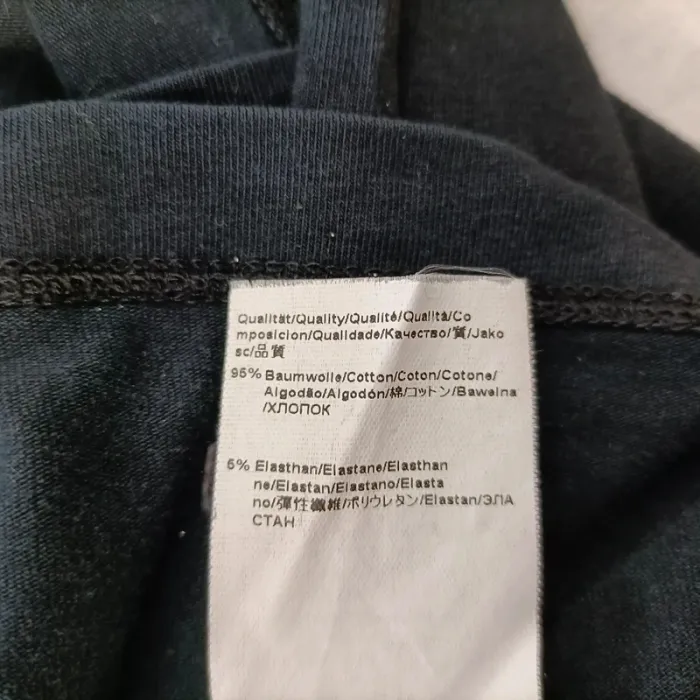 Qualität/Quality/Qualité/Qualità/Co
mposicion/Qualidade/Качество/質/Jako
sc/品質
95% Baumwolle/Cotton/Coton/Cotone/
Algodão/Algodón/棉/コットン/Bawelna
/ХЛОПОК
5% Elasthan/Elastane/Elasthan
ne/Elastan/Elastano/Elasta
no/彈性纖維/ポリウレタン/Elastan/ЭЛА
СТАН